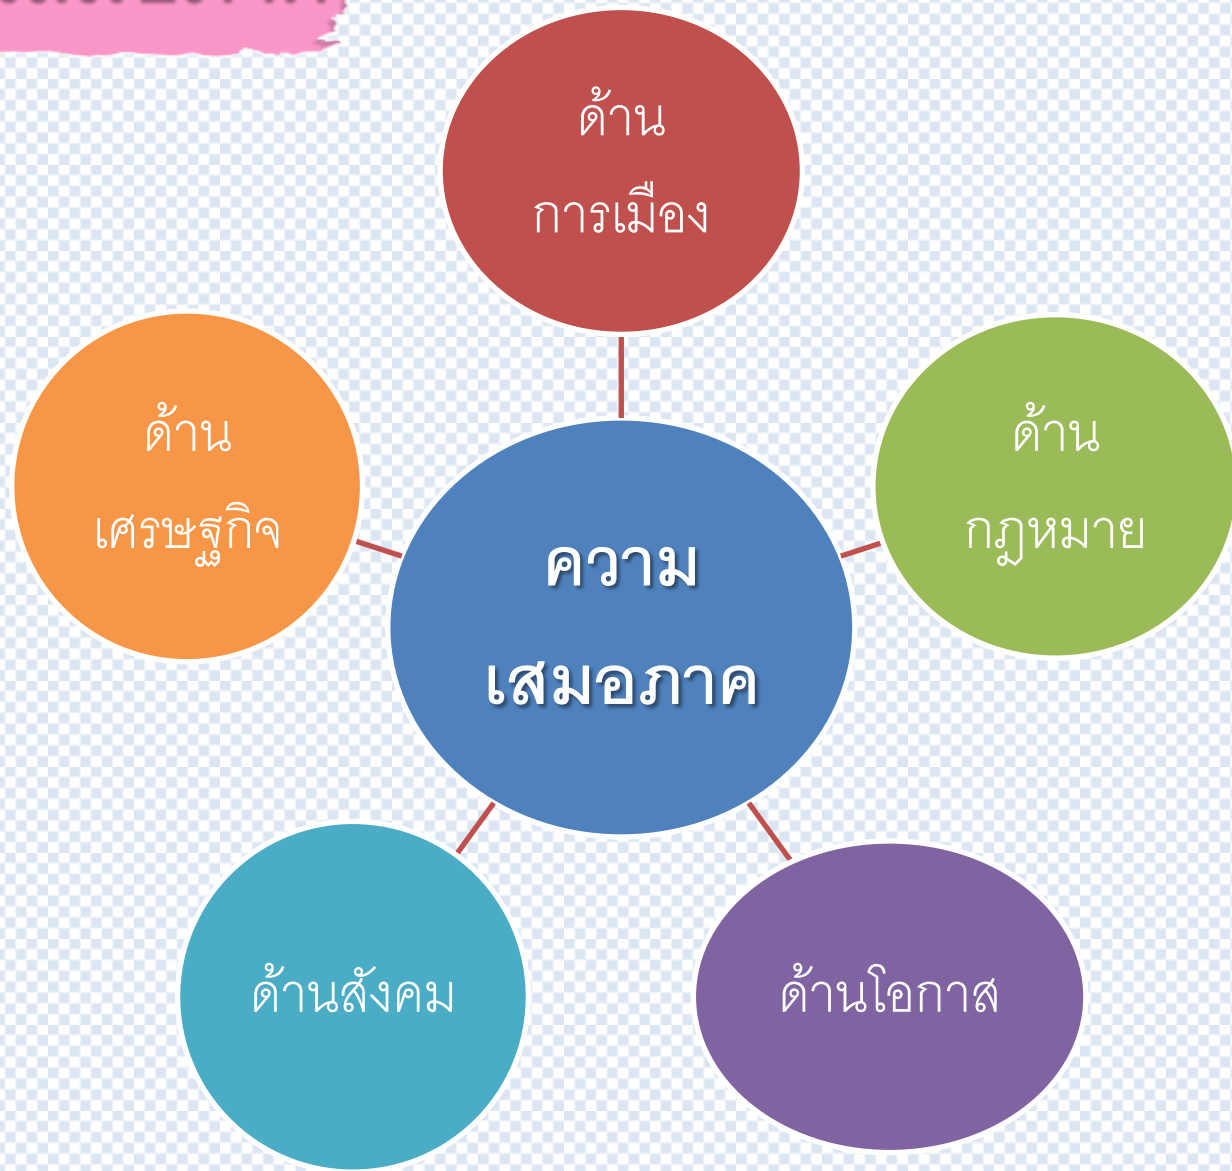 ด้าน
การเมือง
ด้าน
เศรษฐกิจ
ด้าน
กฎหมาย
ความ
เสมอภาค
ด้านสังคม
ด้านโอกาส